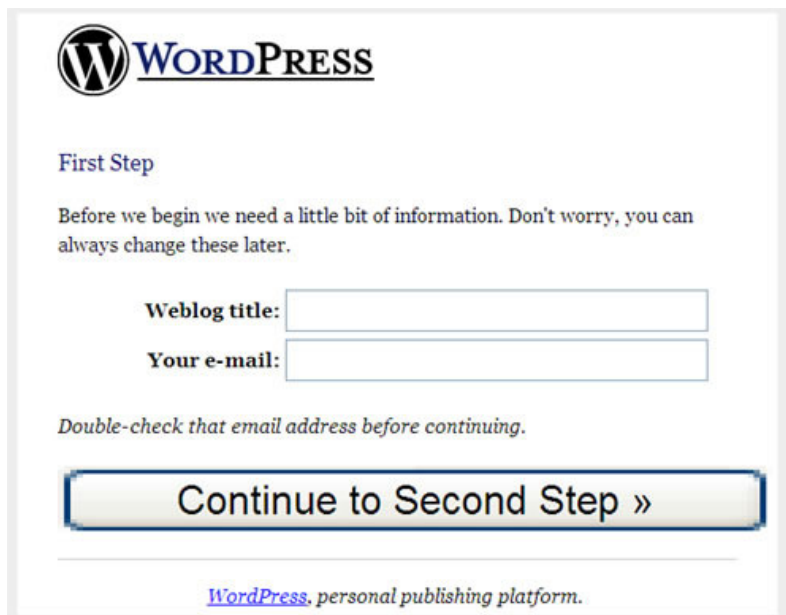 WORDPRESS
First Step
Before we begin we need a little bit of information. Don't worry, you can
always change these later.
Weblog title:
Your e-mail:
Double-check that email address before continuing.
Continue to Second Step »
WordPress, personal publishing platform.